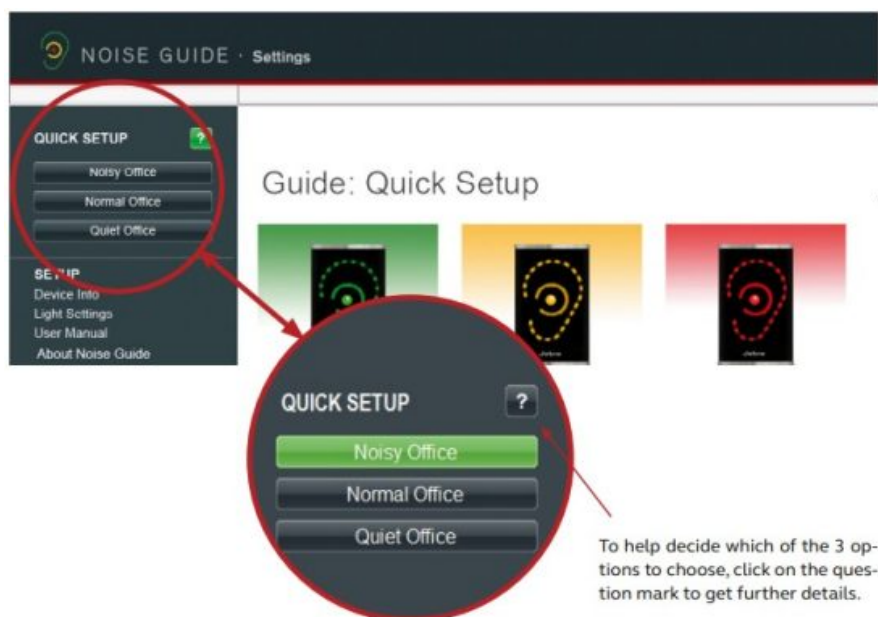 NOISE GUIDE · Settings
QUICK SETUP ?
Noisy Office
Normal Office
Quiet Office
SETUP
Device Info
Light Settings
User Manual
About Noise Guide
Guide: Quick Setup
Jabra
Jabra
QUICK SETUP ?
Noisy Office
Normal Office
Quiet Office
To help decide which of the 3 op-
tions to choose, click on the ques-
tion mark to get further details.